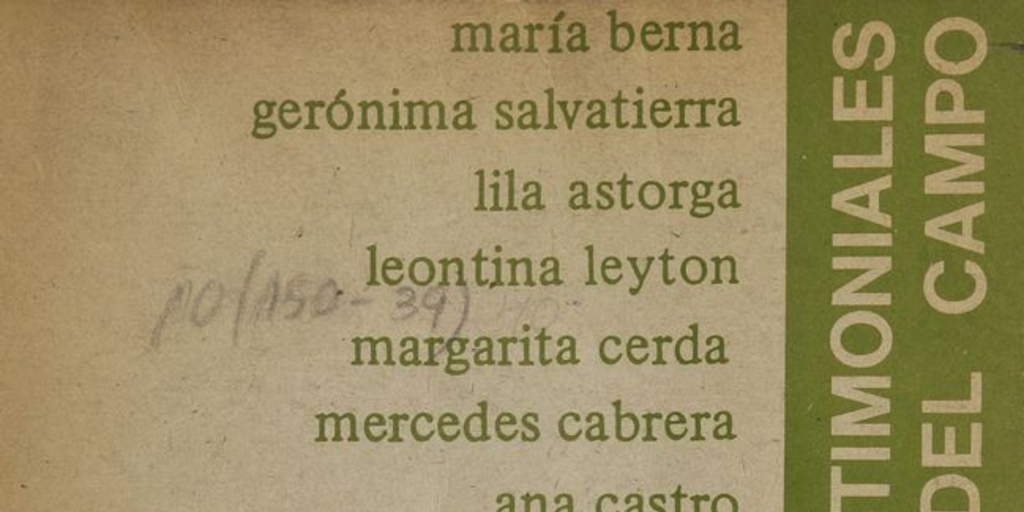 maría berna
gerónima salvatierra
lila astorga
leontina leyton
margarita cerda
mercedes cabrera
ana castro
TIMONIALES
DEL CAMPO